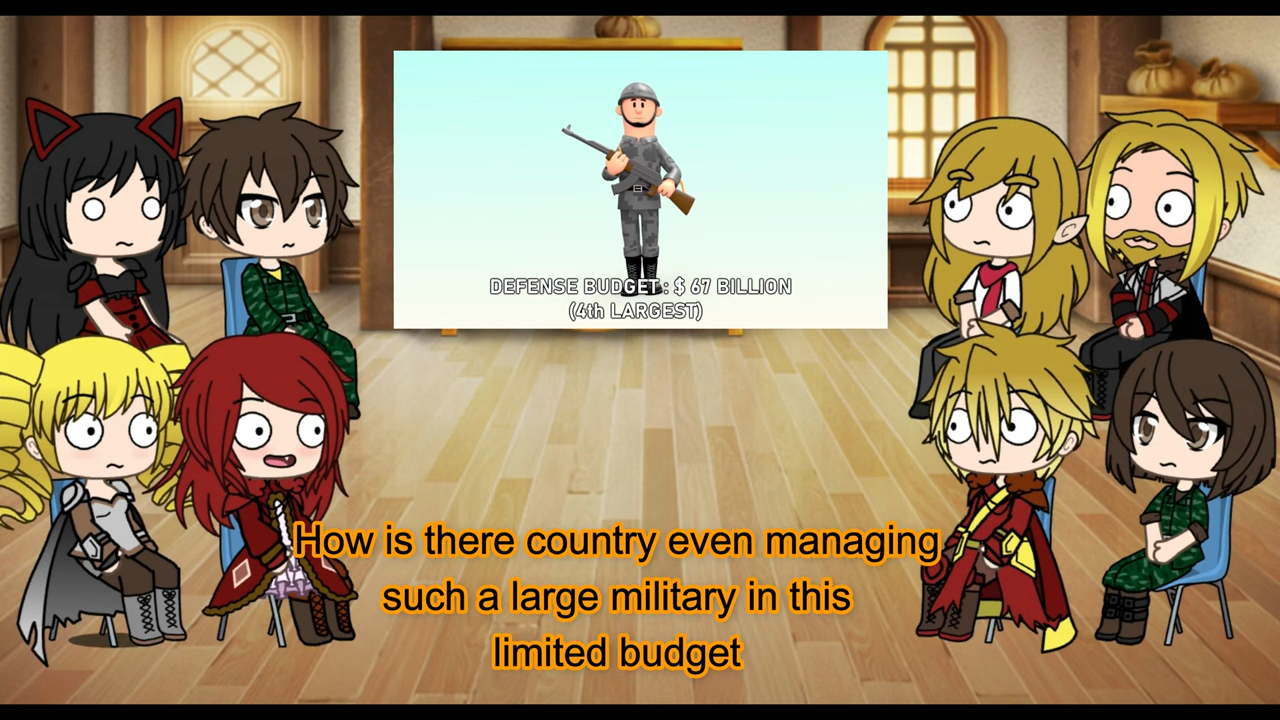 DEFENSE BUDGET: $ 67 BILLION
(4th LARGEST)
How is there country even managing
such a large military in this
limited budget